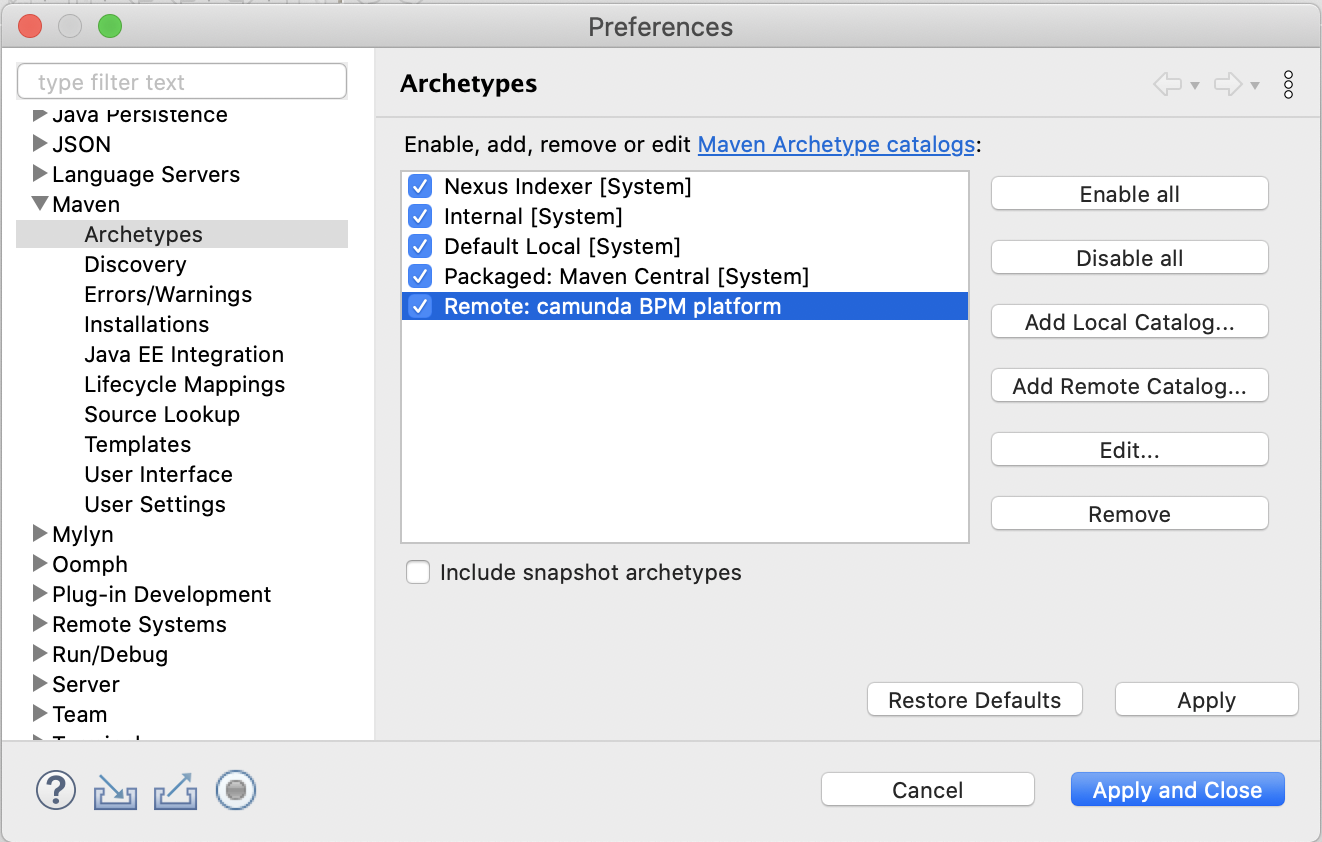 Preferences
type filter text
Java Persistence
JSON
Language Servers
Maven
Archetypes
Discovery
Errors/Warnings
Installations
Java EE Integration
Lifecycle Mappings
Source Lookup
Templates
User Interface
User Settings
Mylyn
Oomph
Plug-in Development
Remote Systems
Run/Debug
Server
Team
Archetypes
Enable, add, remove or edit Maven Archetype catalogs:
Nexus Indexer [System]
Internal [System]
Default Local [System]
Packaged: Maven Central [System]
Remote: camunda BPM platform
Enable all
Disable all
Add Local Catalog...
Add Remote Catalog...
Edit...
Remove
Include snapshot archetypes
Restore Defaults
Apply
?
Cancel
Apply and Close